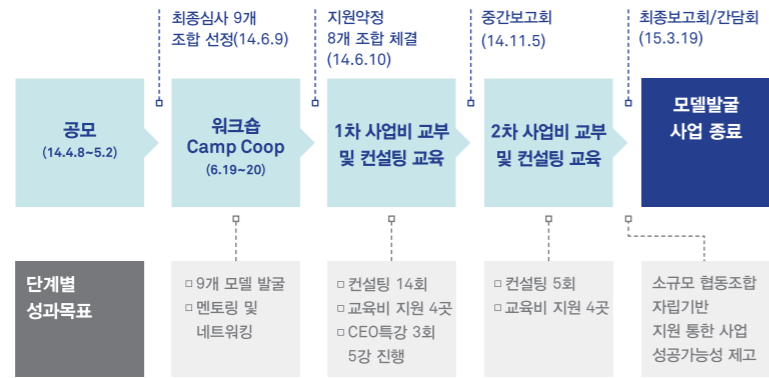 최종심사 9개
조합 선정(14.6.9)
지원약정
8개 조합 체결
(14.6.10)
중간보고회
(14.11.5)
최종보고회/간담회
(15.3.19)
공모
(14.4.8~5.2)
워크숍
Camp Coop
(6.19~20)
1차 사업비 교부
및 컨설팅 교육
2차 사업비 교부
및 컨설팅 교육
모델발굴
사업 종료
단계별
성과목표
□ 9개 모델 발굴
□ 멘토링 및
네트워킹
□ 컨설팅 14회
□ 교육비 지원 4곳
□ CEO특강 3회
5강 진행
□ 컨설팅 5회
□ 교육비 지원 4곳
소규모 협동조합
자립기반
지원 통한 사업
성공가능성 제고